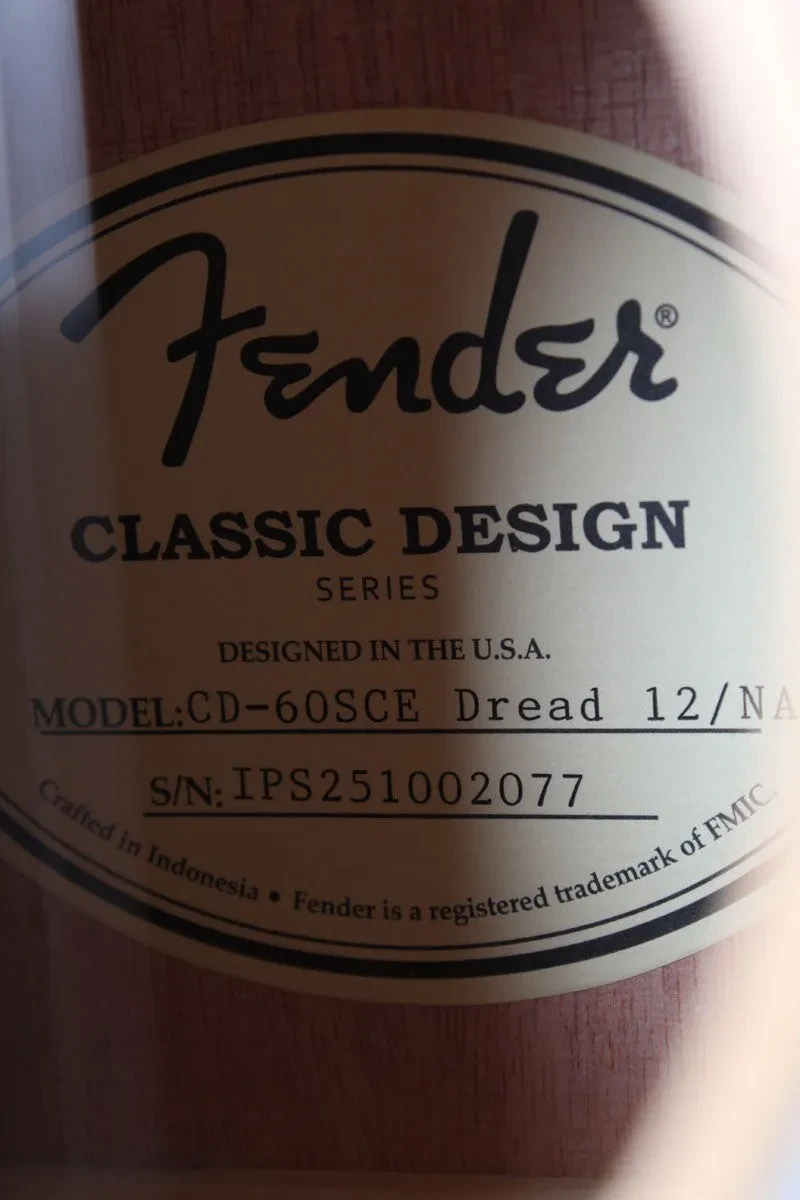 Fender®
CLASSIC DESIGN
SERIES
DESIGNED IN THE U.S.A.
MODEL:CD-60SCE Dread 12/NA
S/N: IPS251002077
Crafted in Indonesia • Fender is a registered trademark of FMIC.